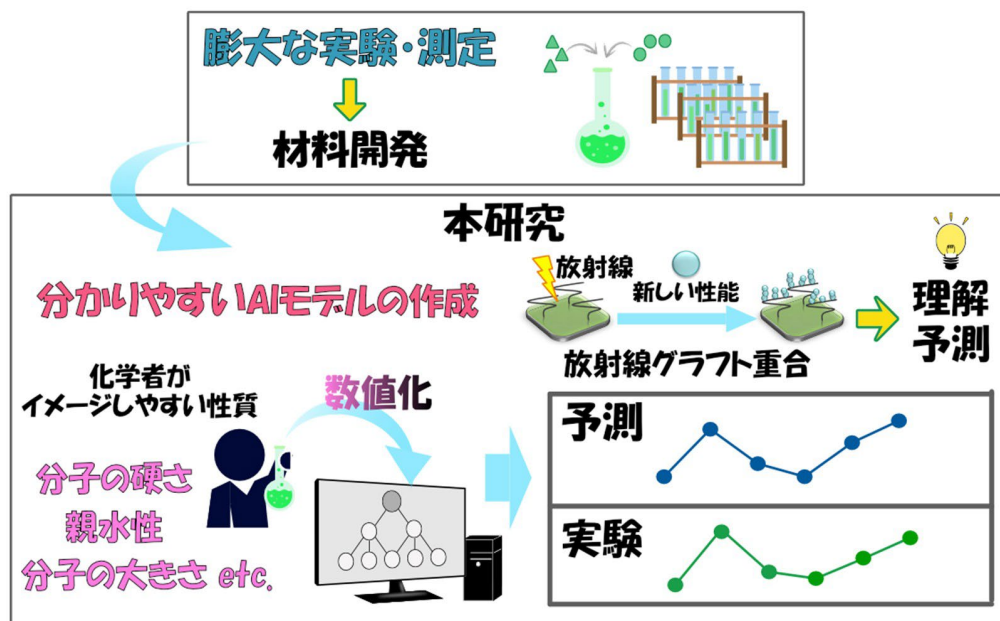 膨大な実験・測定
材料開発
本研究
分かりやすいAIモデルの作成
放射線
新しい性能
放射線グラフト重合
理解
予測
化学者が
イメージしやすい性質
数値化
分子の硬さ
親水性
分子の大きさ etc.
予測
実験